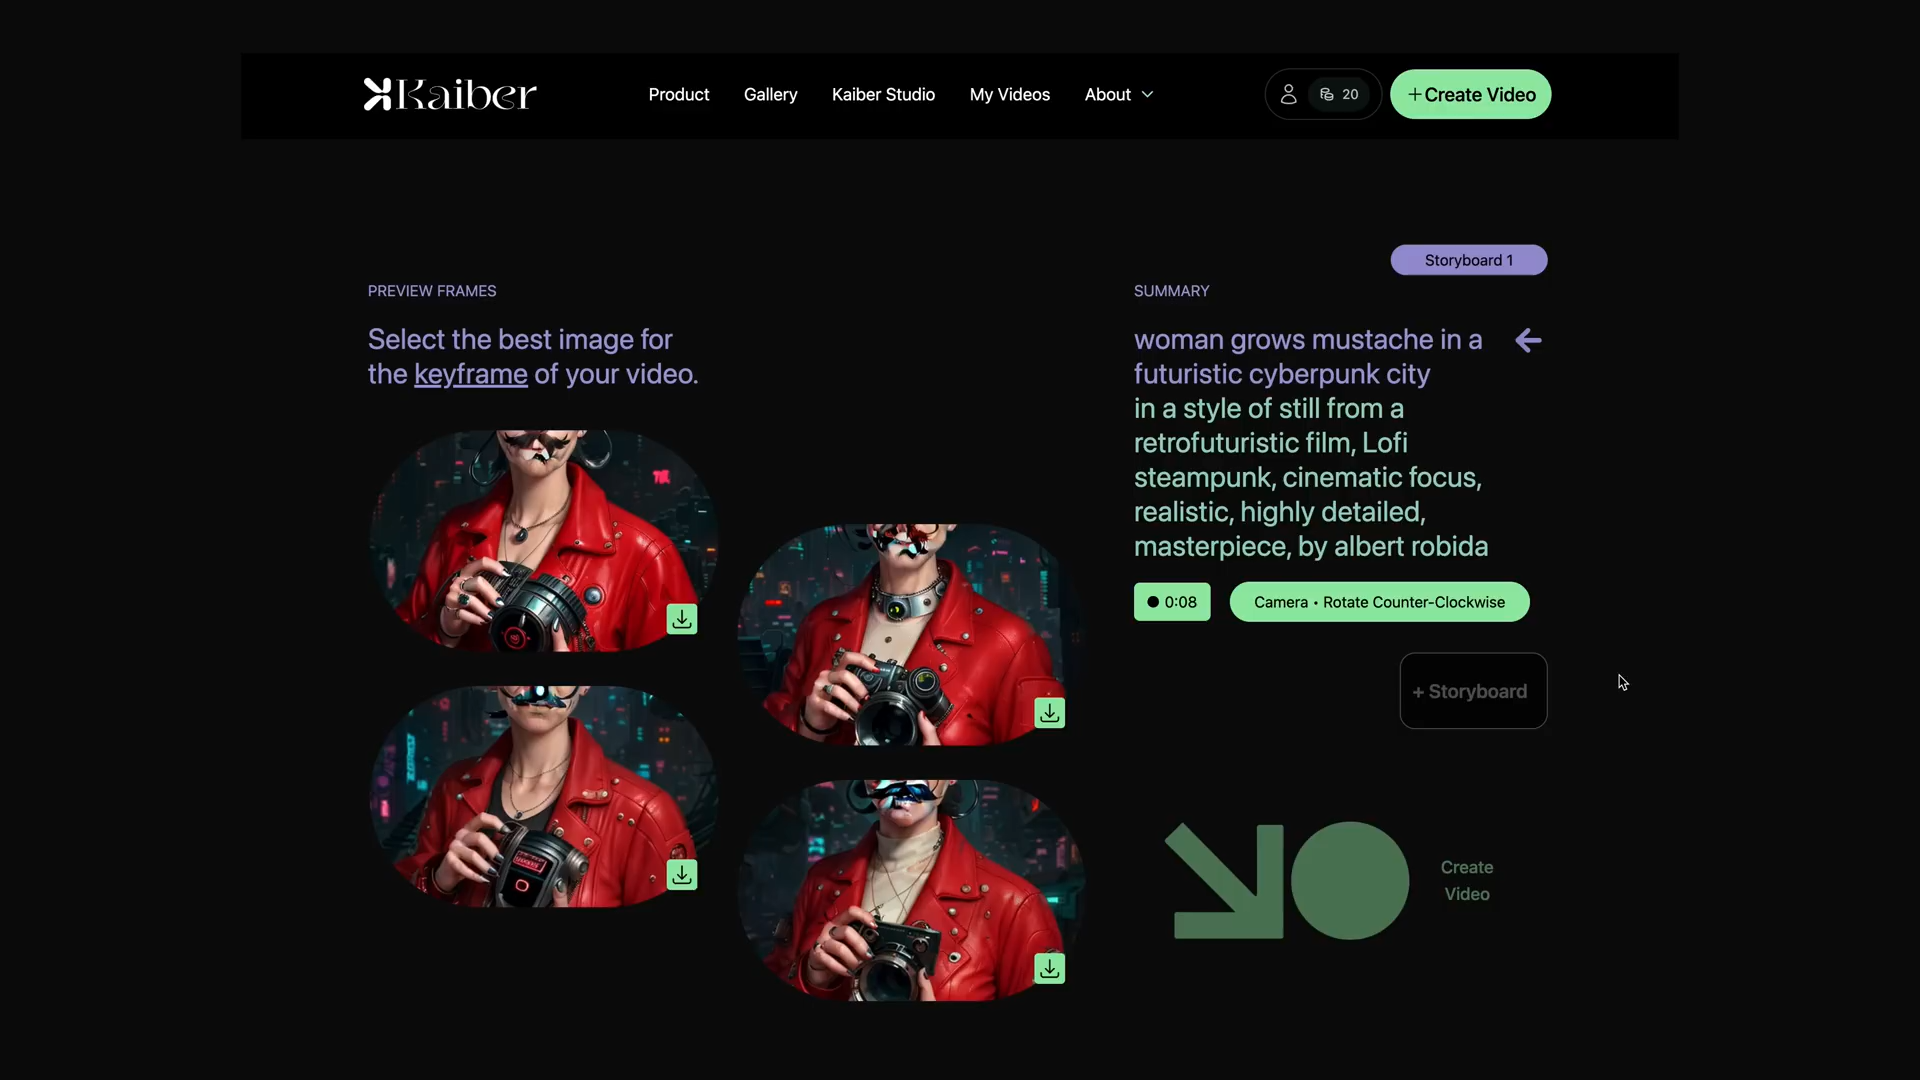 Kaiber
Product
Gallery
Kaiber Studio
My Videos
About
20
+Create Video
PREVIEW FRAMES
Select the best image for
the keyframe of your video.
Storyboard 1
SUMMARY
woman grows mustache in a
futuristic cyberpunk city
in a style of still from a
retrofuturistic film, Lofi
steampunk, cinematic focus,
realistic, highly detailed,
masterpiece, by albert robida
0:08
Camera • Rotate Counter-Clockwise
+ Storyboard
Create
Video